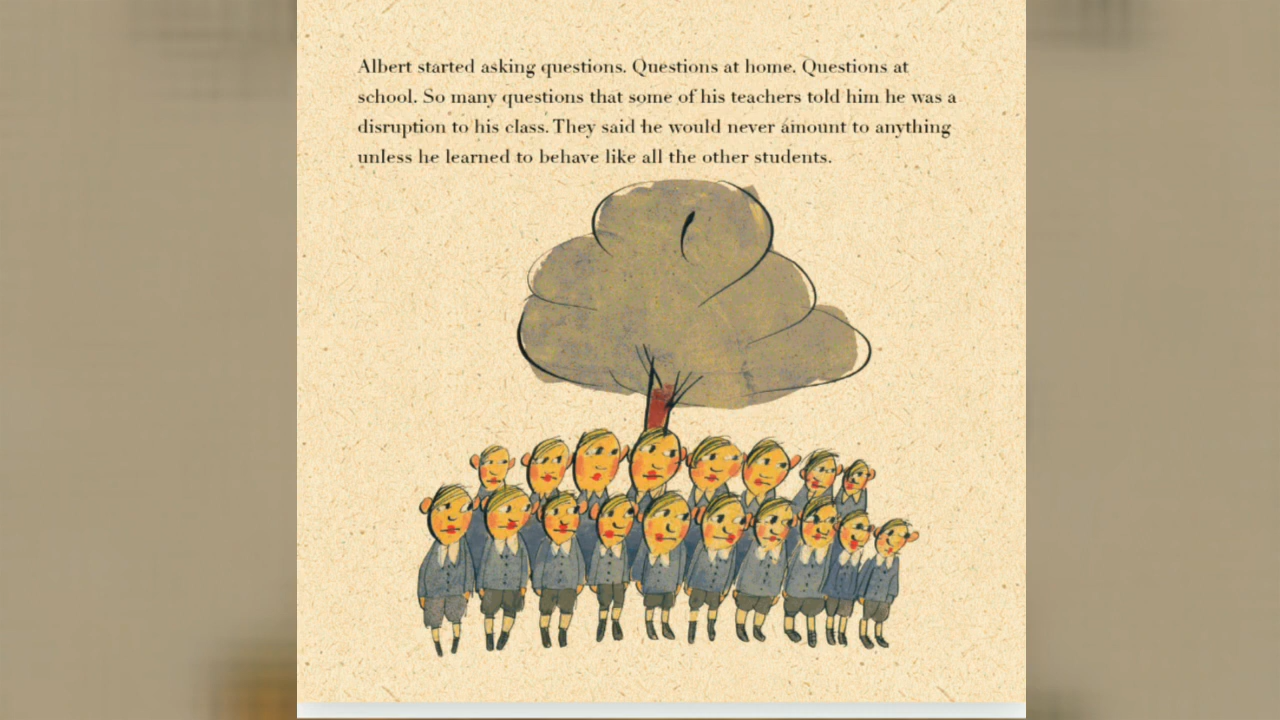 Albert started asking questions. Questions at home. Questions at
school. So many questions that some of his teachers told him he was a
disruption to his class. They said he would never amount to anything
unless he learned to behave like all the other students.